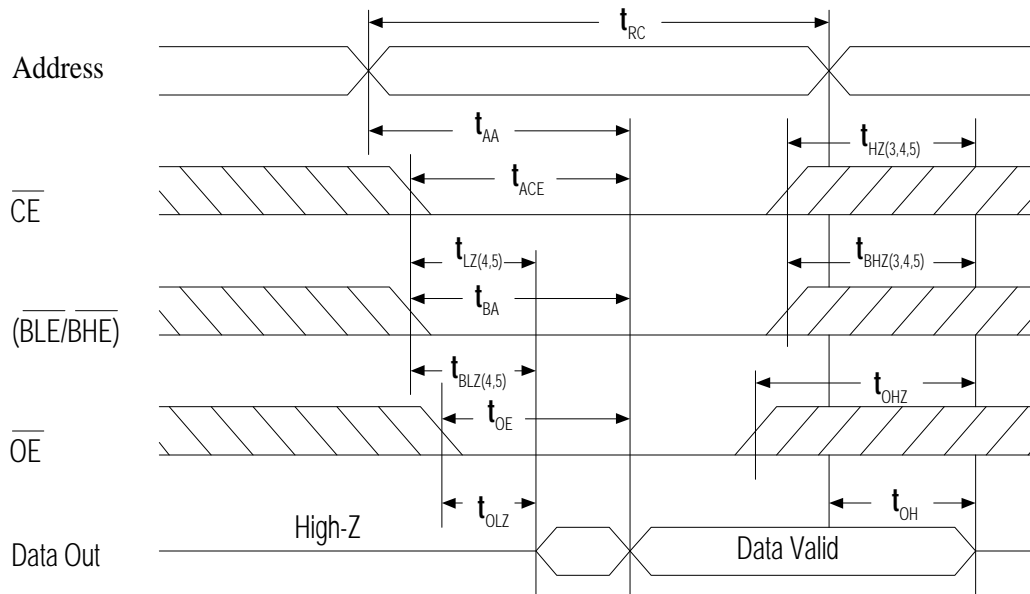 tRC
Address
tAA
tHZ(3,4,5)
tACE
CE
tLZ(4,5)
tBHZ(3,4,5)
tBA
(BLE/BHE)
tBLZ(4,5)
tOHZ
tOE
OE
tOLZ
tOH
High-Z
Data Valid
Data Out